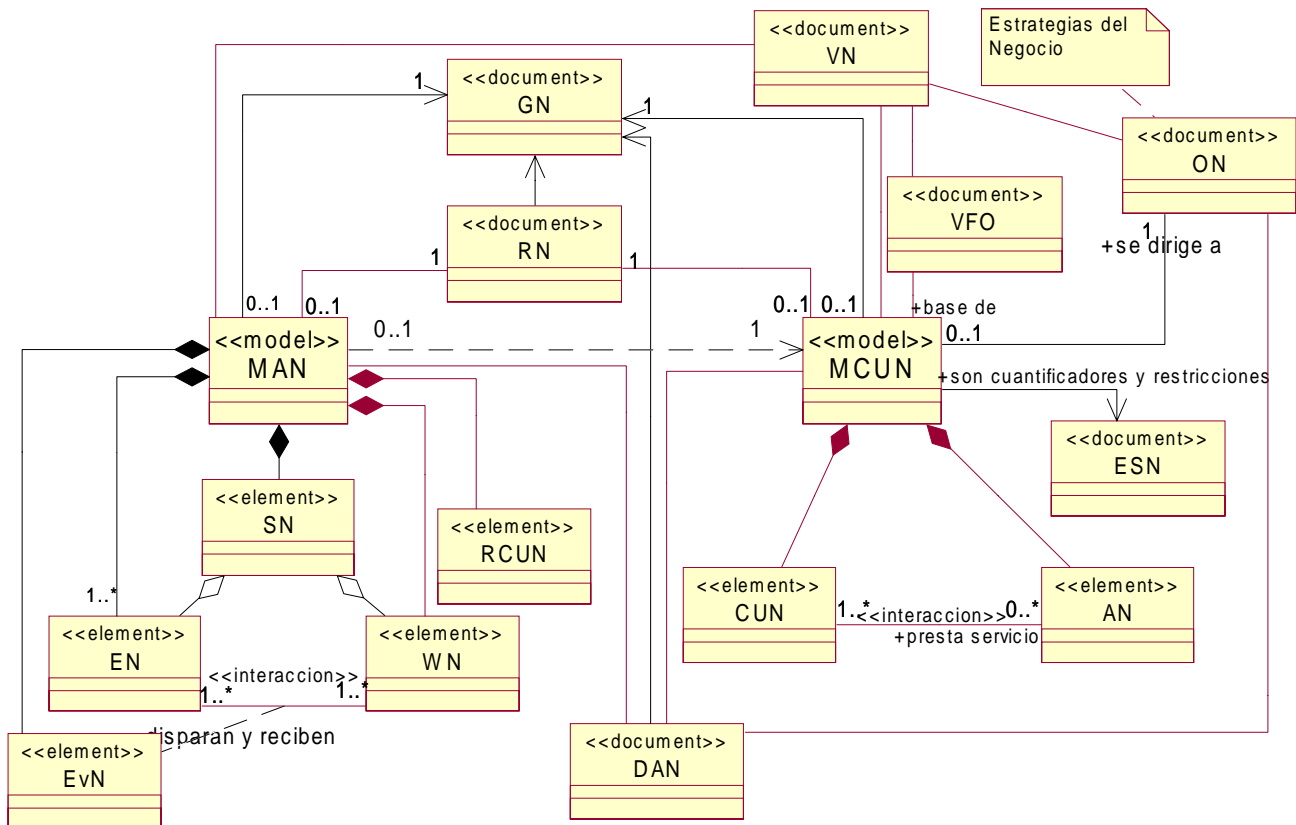 <<document>>
VN
Estrategias del
Negocio
<<document>>
GN
1
1
<<document>>
ON
<<document>>
VFO
<<document>>
RN
1
1
1
+se dirige a
0..1
0..1
0..1
0..1
+base de
0..1
<<model>>
MAN
0..1
1
<<model>>
MCUN
+son cuantificadores y restricciones
<<document>>
ESN
<<element>>
SN
<<element>>
RCUN
1..*
<<element>>
EN
<<interaccion>>
1..*
1..*
<<element>>
WN
<<element>>
CUN
1..*
<<interaccion>>
0..*
+presta servicio
<<element>>
AN
disparan y reciben
<<element>>
EvN
<<document>>
DAN